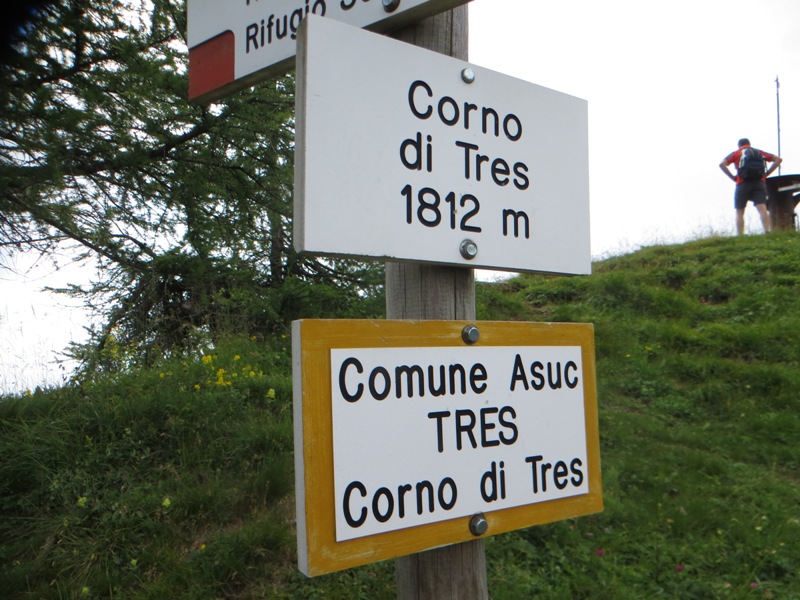 Rifugio
Corno
di Tres
1812 m
Comune Asuc
TRES
Corno di Tres